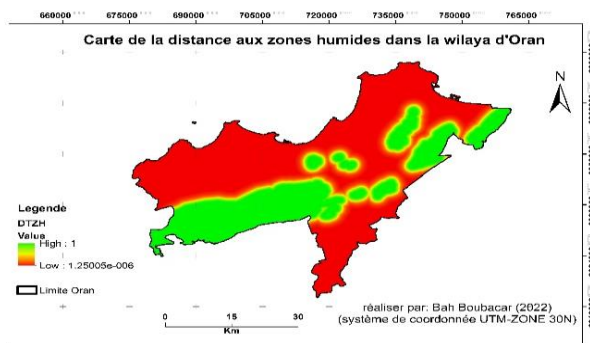 660000 675000 690000 705000 720000 735000 750000 765000
Carte de la distance aux zones humides dans la wilaya d'Oran
N
Legende
DTZH
Value
High : 1
Low : 1.25005e-006
Limite Oran
réaliser par: Bah Boubacar (2022)
(système de coordonnée UTM-ZONE 30N)
0 15 30
Km